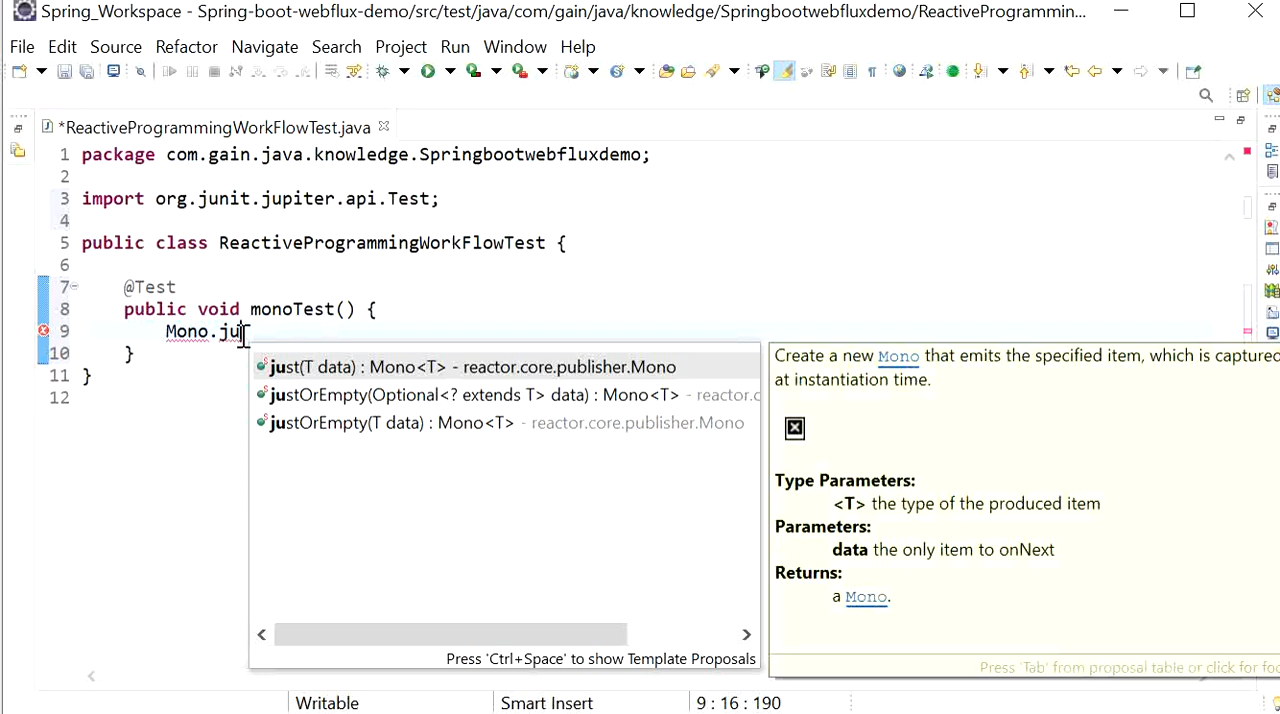 Spring_Workspace - Spring-boot-webflux-demo/src/test/java/com/gain/java/knowledge/Springbootwebfluxdemo/ReactiveProgrammin...
File Edit Source Refactor Navigate Search Project Run Window Help
*ReactiveProgrammingWorkFlowTest.java
1 package com.gain.java.knowledge.Springbootwebfluxdemo;
2
3 import org.junit.jupiter.api.Test;
4
5 public class ReactiveProgrammingWorkFlowTest {
6
7 @Test
8 public void monoTest() {
9 Mono.ju
10 }
11 }
12
just(T data) : Mono<T> - reactor.core.publisher.Mono
justOrEmpty(Optional<? extends T> data) : Mono<T> - reactor.c
justOrEmpty(T data) : Mono<T> - reactor.core.publisher.Mono
Press 'Ctrl+Space' to show Template Proposals
Create a new Mono that emits the specified item, which is captured
at instantiation time.
Type Parameters:
<T> the type of the produced item
Parameters:
data the only item to onNext
Returns:
a Mono.
Press 'Tab' from proposal table or click for foc
Writable Smart Insert 9 : 16 : 190